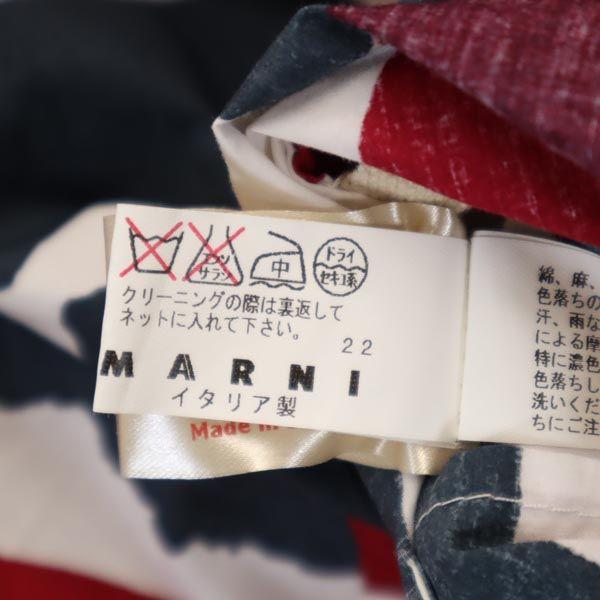 エンソ
サラシ
中
ドライ
セキユ系
クリーニングの際は裏返して
ネットに入れて下さい。
22
MARNI
イタリア製
Made in
綿、麻、
色落ちの
汗、雨な
による摩
特に濃色
色落ちし
洗いくだ
ちにご注